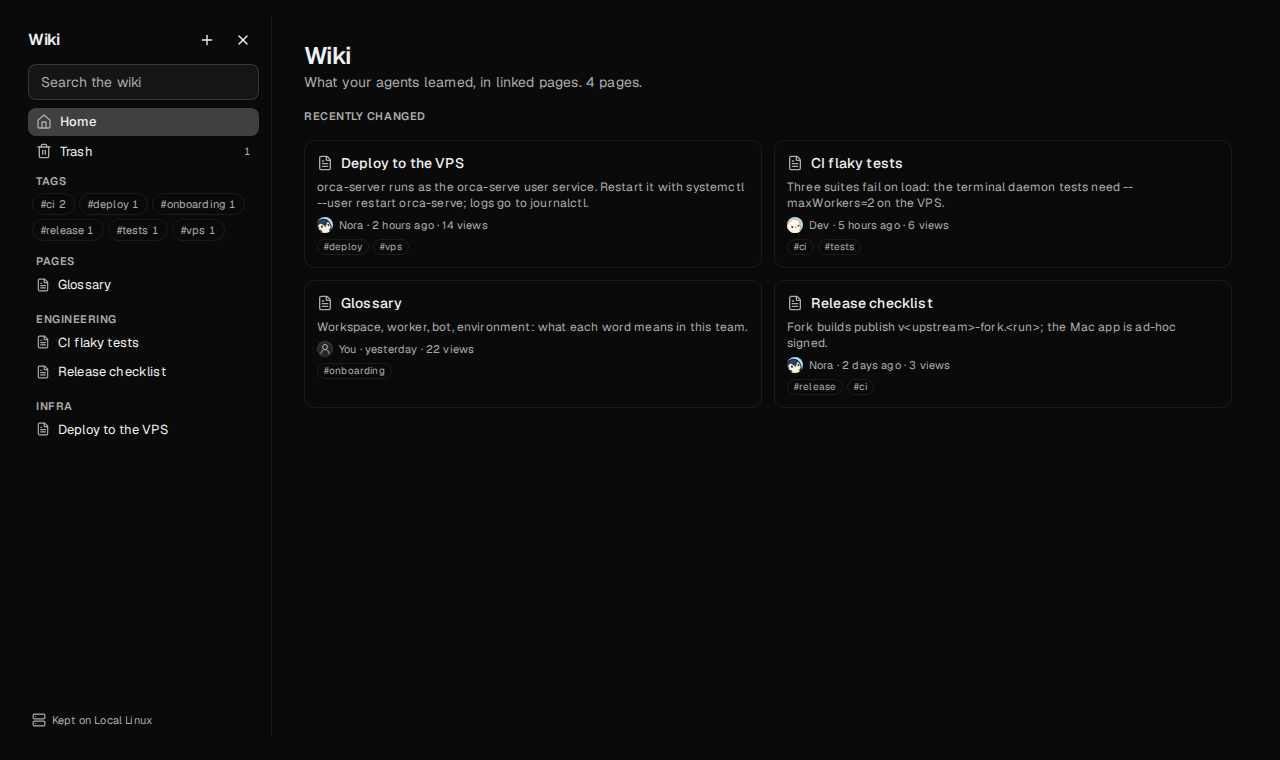 Wiki
Search the wiki
Home
Trash 1
TAGS
#ci 2 #deploy 1 #onboarding 1
#release 1 #tests 1 #vps 1
PAGES
Glossary
ENGINEERING
CI flaky tests
Release checklist
INFRA
Deploy to the VPS
Kept on Local Linux
Wiki
What your agents learned, in linked pages. 4 pages.
RECENTLY CHANGED
Deploy to the VPS
orca-server runs as the orca-serve user service. Restart it with systemctl
--user restart orca-serve; logs go to journalctl.
Nora · 2 hours ago · 14 views
#deploy #vps
CI flaky tests
Three suites fail on load: the terminal daemon tests need --
maxWorkers=2 on the VPS.
Dev · 5 hours ago · 6 views
#ci #tests
Glossary
Workspace, worker, bot, environment: what each word means in this team.
You · yesterday · 22 views
#onboarding
Release checklist
Fork builds publish v<upstream>-fork.<run>; the Mac app is ad-hoc
signed.
Nora · 2 days ago · 3 views
#release #ci